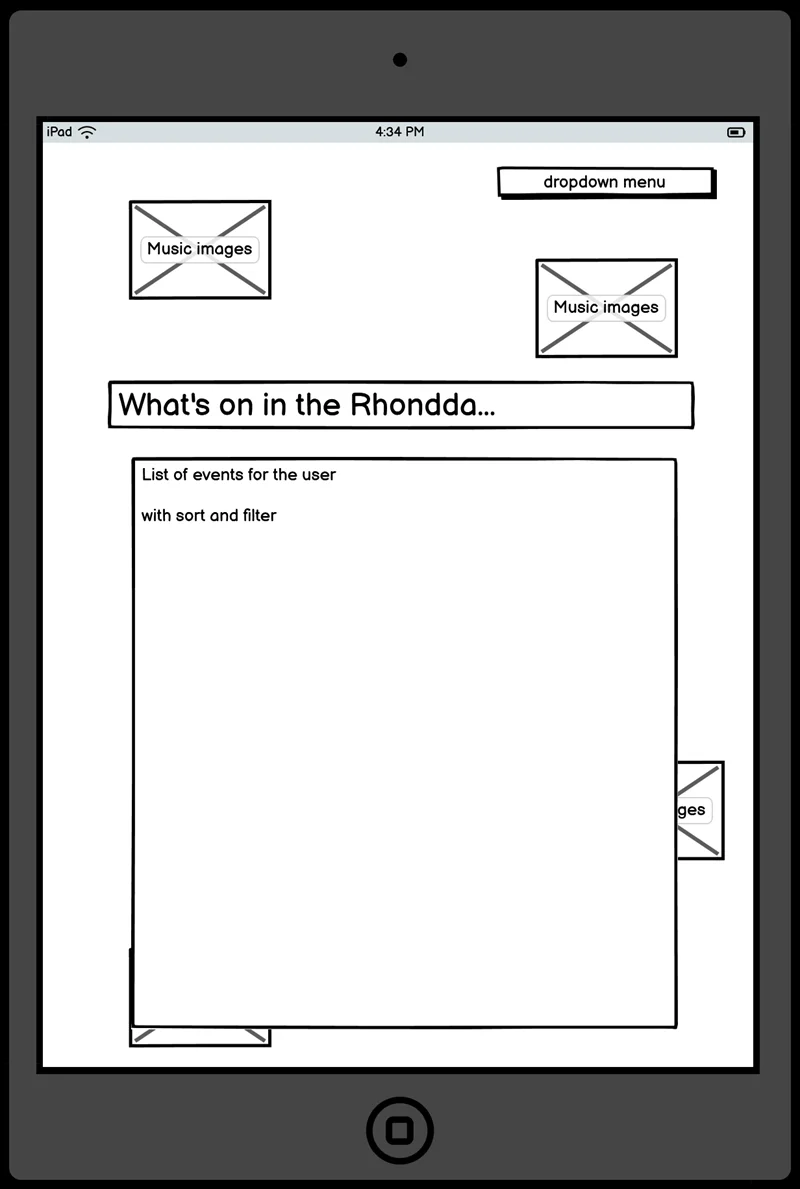 iPad
4:34 PM
dropdown menu
Music images
Music images
What's on in the Rhondda...
List of events for the user
with sort and filter
ges